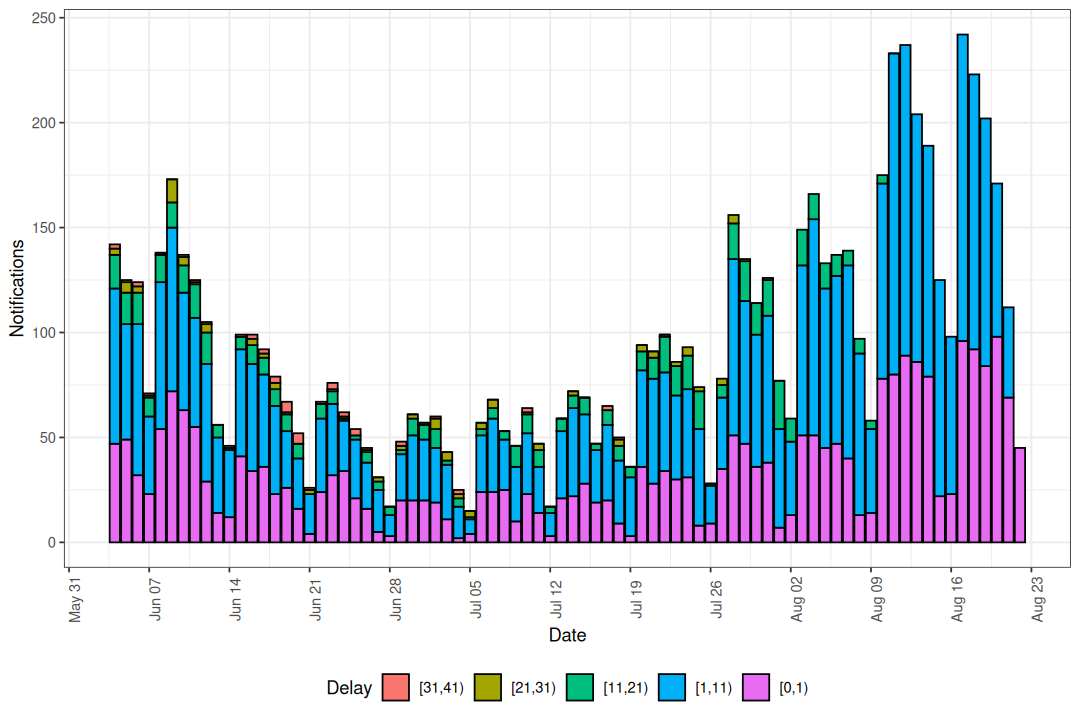 Notifications
250
200
150
100
50
0
May 31
Jun 07
Jun 14
Jun 21
Jun 28
Jul 05
Jul 12
Jul 19
Jul 26
Aug 02
Aug 09
Aug 16
Aug 23
Date
Delay [31,41) [21,31) [11,21) [1,11) [0,1)